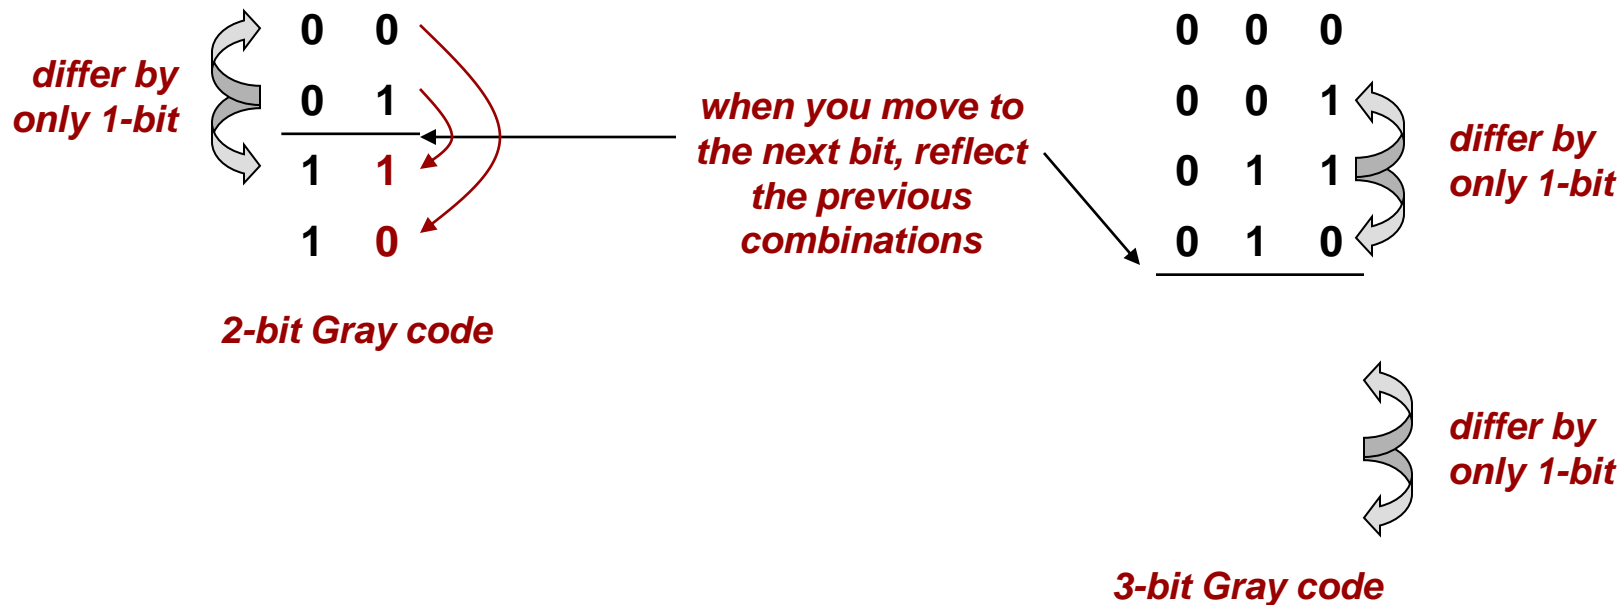 differ by
only 1-bit
0 0
0 1
1 1
1 0
2-bit Gray code
when you move to
the next bit, reflect
the previous
combinations
0 0 0
0 0 1
0 1 1
0 1 0
differ by
only 1-bit
differ by
only 1-bit
3-bit Gray code